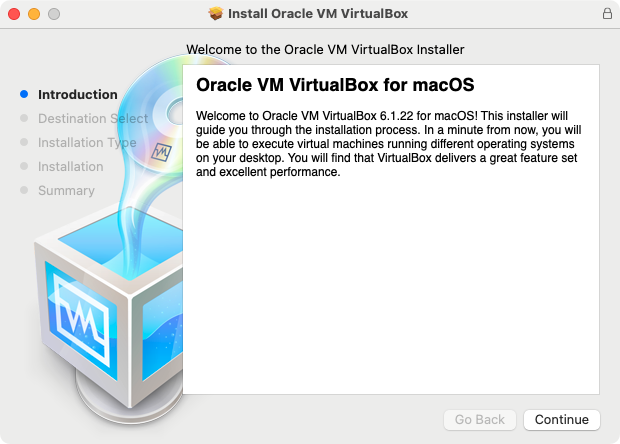 Install Oracle VM VirtualBox
Welcome to the Oracle VM VirtualBox Installer
Introduction
Destination Select
Installation Type
Installation
Summary
Oracle VM VirtualBox for macOS
Welcome to Oracle VM VirtualBox 6.1.22 for macOS! This installer will
guide you through the installation process. In a minute from now, you will
be able to execute virtual machines running different operating systems
on your desktop. You will find that VirtualBox delivers a great feature set
and excellent performance.
Go Back
Continue